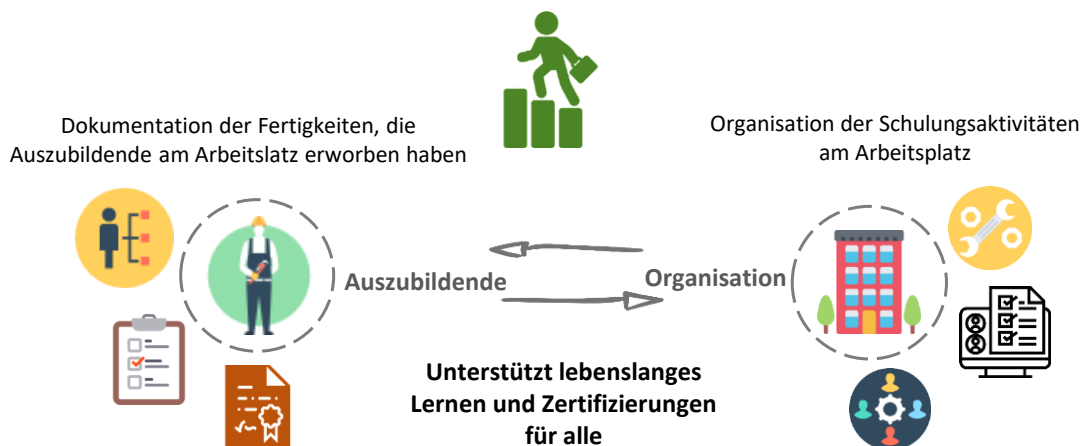 Dokumentation der Fertigkeiten, die
Auszubildende am Arbeitslatz erworben haben
Organisation der Schulungsaktivitäten
am Arbeitsplatz
Auszubildende
Organisation
Unterstützt lebenslanges
Lernen und Zertifizierungen
für alle